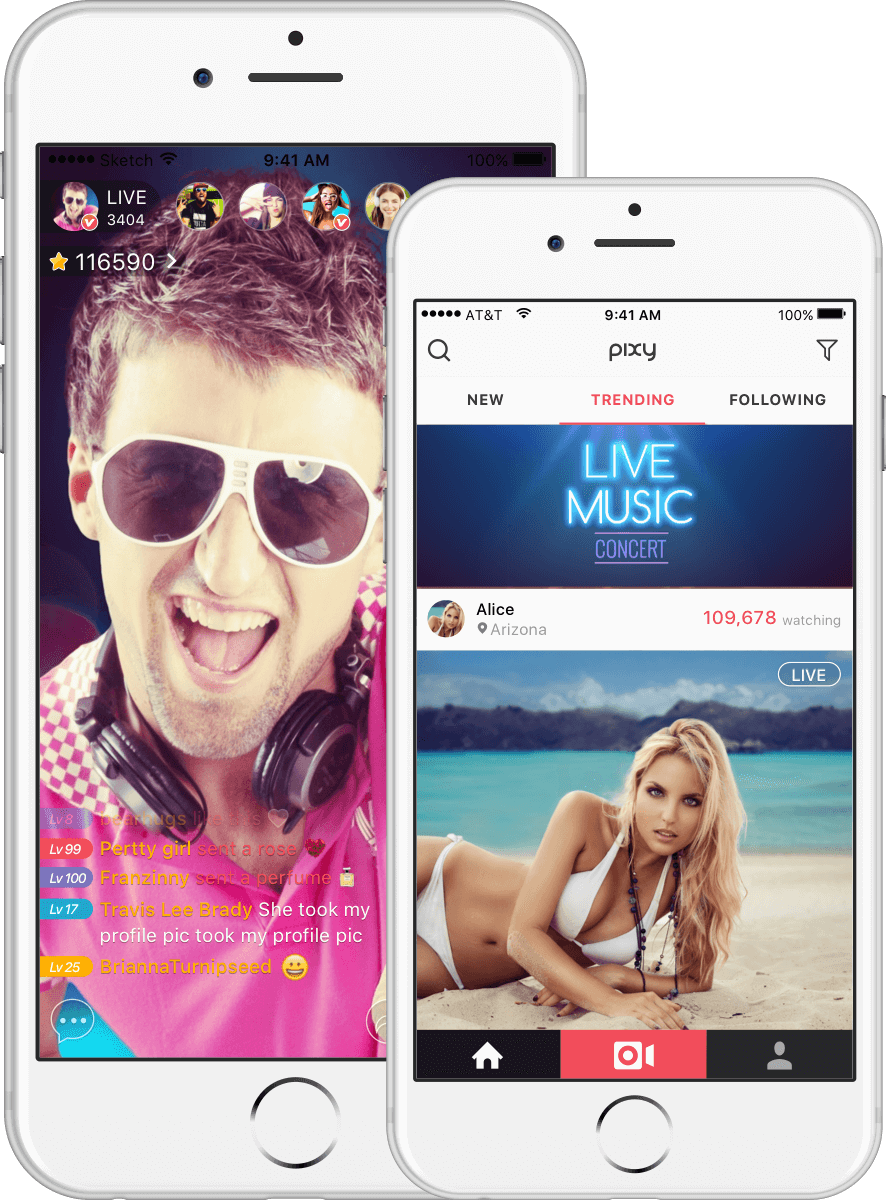 Sketch 9:41 AM 100%
LIVE
3404
116590
Lv 8 likes
Lv 99 Pertty girl sent a rose
Lv 100 Franzinny sent a perfume
Lv 17 Travis Lee Brady She took my
profile pic took my profile pic
Lv 25 BriannaTurnipseed 😀
AT&T 9:41 AM 100%
pixy
NEW TRENDING FOLLOWING
LIVE
MUSIC
CONCERT
Alice
Arizona
109,678 watching
LIVE